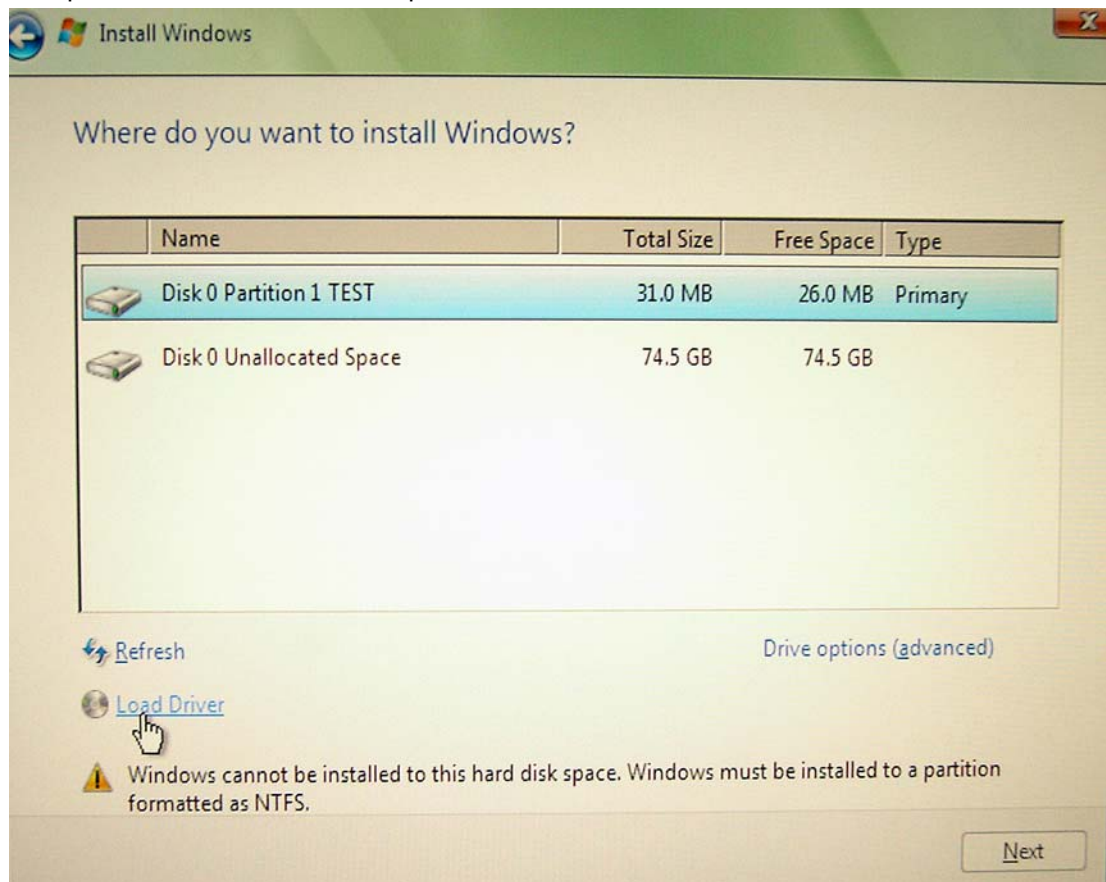 Install Windows
Where do you want to install Windows?
Name Total Size Free Space Type
Disk 0 Partition 1 TEST 31.0 MB 26.0 MB Primary
Disk 0 Unallocated Space 74.5 GB 74.5 GB
Refresh Drive options (advanced)
Load Driver
Windows cannot be installed to this hard disk space. Windows must be installed to a partition
formatted as NTFS.
Next